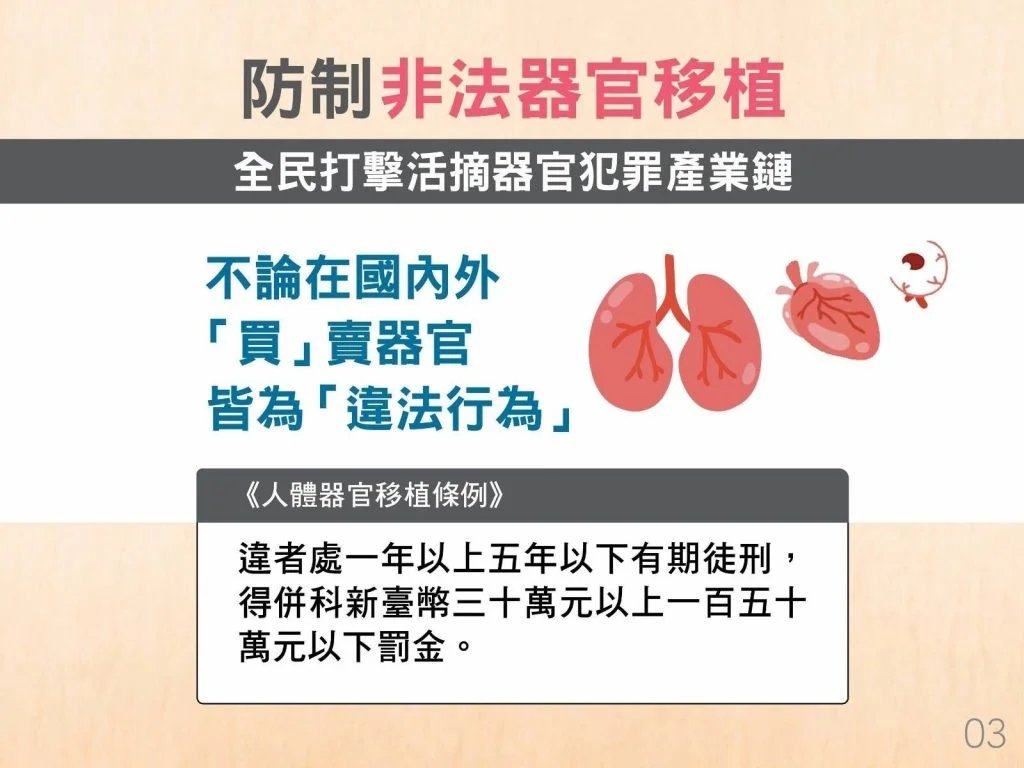 防制非法器官移植
全民打擊活摘器官犯罪產業鏈
不論在國內外
「買」賣器官
皆為「違法行為」
《人體器官移植條例》
違者處一年以上五年以下有期徒刑，
得併科新臺幣三十萬元以上一百五十
萬元以下罰金。
03